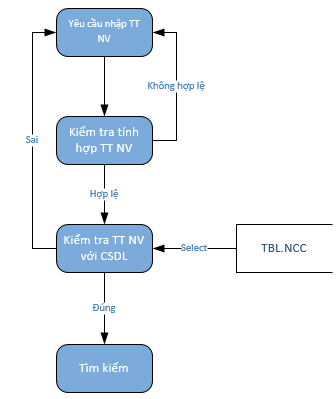 Yêu cầu nhập TT
NV
Không hợp lệ
Sai
Kiểm tra tính
hợp TT NV
Hợp lệ
Kiểm tra TT NV
với CSDL
Select
TBL.NCC
Đúng
Tìm kiếm